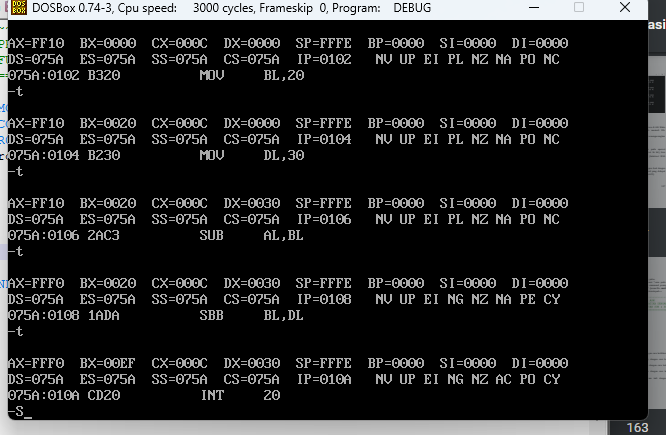 DOSBox 0.74-3, Cpu speed: 3000 cycles, Frameskip 0, Program: DEBUG
AX=FF10 BX=0000 CX=000C DX=0000 SP=FFFE BP=0000 SI=0000 DI=0000
DS=075A ES=075A SS=075A CS=075A IP=0102 NV UP EI PL NZ NA PO NC
075A:0102 B320 MOV BL,20
-t
AX=FF10 BX=0020 CX=000C DX=0000 SP=FFFE BP=0000 SI=0000 DI=0000
DS=075A ES=075A SS=075A CS=075A IP=0104 NV UP EI PL NZ NA PO NC
075A:0104 B230 MOV DL,30
-t
AX=FF10 BX=0020 CX=000C DX=0030 SP=FFFE BP=0000 SI=0000 DI=0000
DS=075A ES=075A SS=075A CS=075A IP=0106 NV UP EI PL NZ NA PO NC
075A:0106 2AC3 SUB AL,BL
-t
AX=FFF0 BX=0020 CX=000C DX=0030 SP=FFFE BP=0000 SI=0000 DI=0000
DS=075A ES=075A SS=075A CS=075A IP=0108 NV UP EI NG NZ NA PE CY
075A:0108 1ADA SBB BL,DL
-t
AX=FFF0 BX=00EF CX=000C DX=0030 SP=FFFE BP=0000 SI=0000 DI=0000
DS=075A ES=075A SS=075A CS=075A IP=010A NV UP EI NG NZ AC PO CY
075A:010A CD20 INT 20
-S_
163